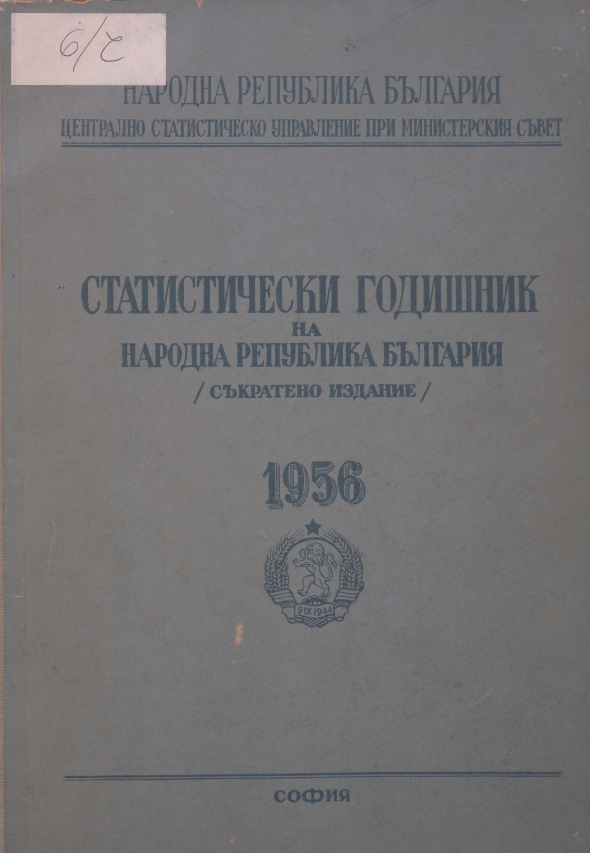 НАРОДНА РЕПУБЛИКА БЪЛГАРИЯ
ЦЕНТРАЛНО СТАТИСТИЧЕСКО УПРАВЛЕНИЕ ПРИ МИНИСТЕРСКИЯ СЪВЕТ
СТАТИСТИЧЕСКИ ГОДИШНИК
НА
НАРОДНА РЕПУБЛИКА БЪЛГАРИЯ
/ СЪКРАТЕНО ИЗДАНИЕ /
1956
9 IX 1944
СОФИЯ